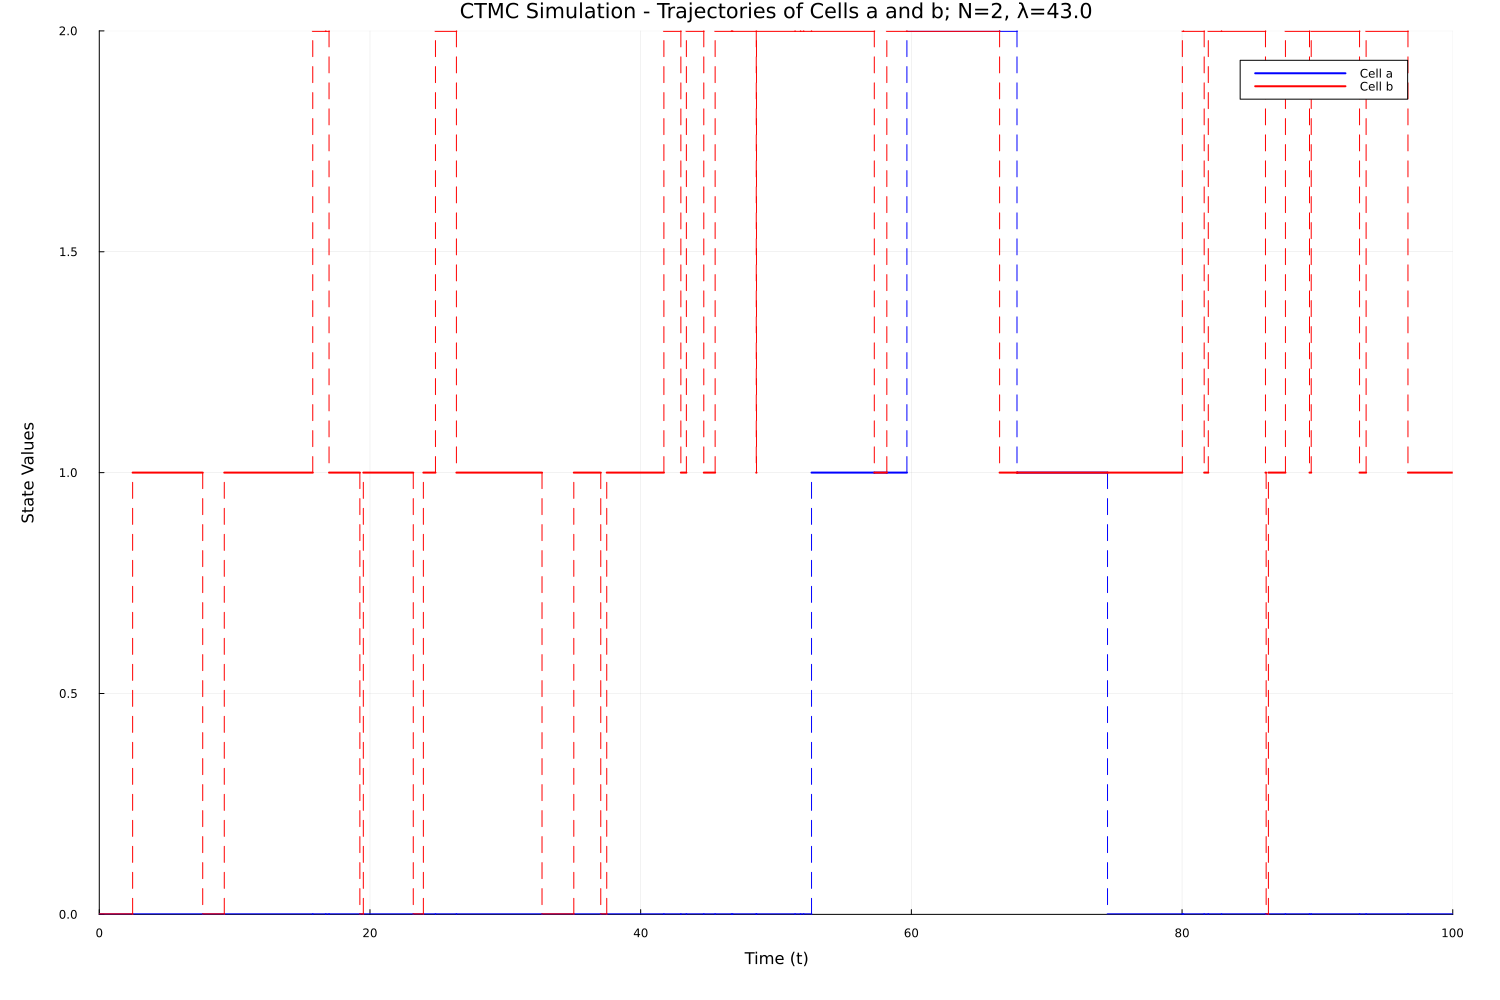 CTMC Simulation - Trajectories of Cells a and b; N=2, λ=43.0
2.0
Cell a
Cell b
1.5
1.0
State Values
0.5
0.0
0
20
40
60
80
100
Time (t)